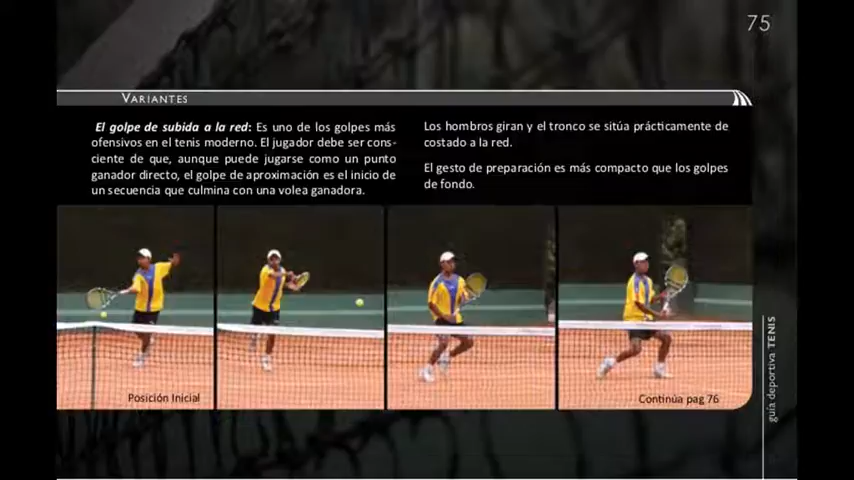 75
VARIANTES
El golpe de subida a la red: Es uno de los golpes más
ofensivos en el tenis moderno. El jugador debe ser cons-
ciente de que, aunque puede jugarse como un punto
ganador directo, el golpe de aproximación es el inicio de
un secuencia que culmina con una volea ganadora.
Los hombros giran y el tronco se sitúa prácticamente de
costado a la red.
El gesto de preparación es más compacto que los golpes
de fondo.
Posición Inicial
Continúa pag 76
guía deportiva TENIS